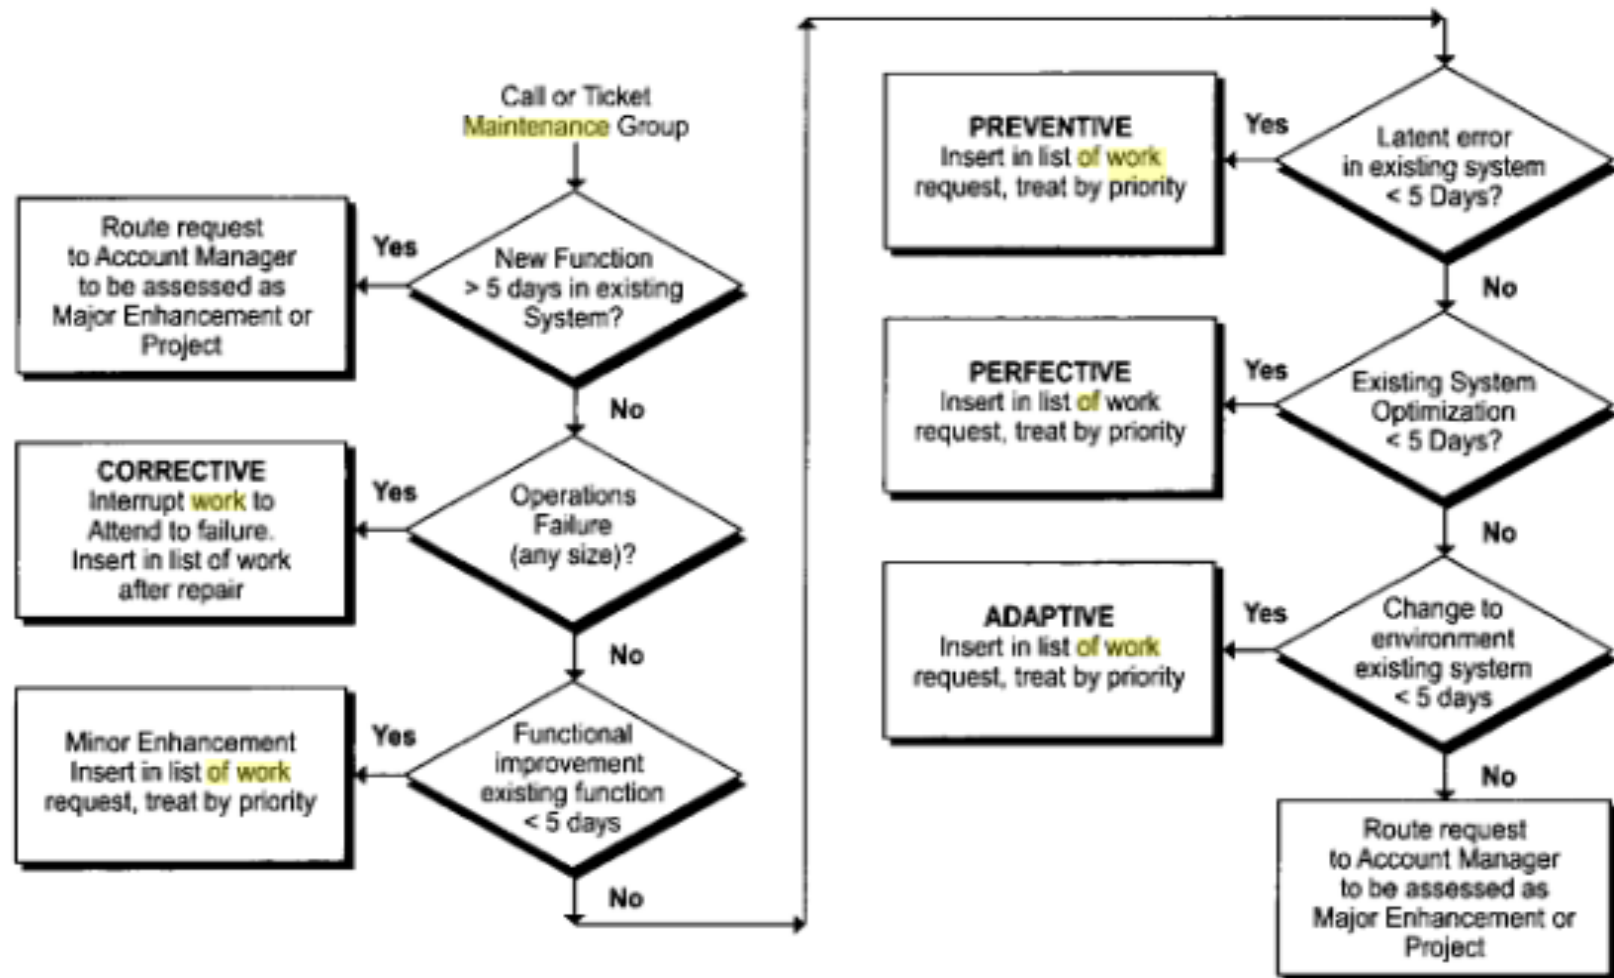 Call or Ticket
Maintenance Group
New Function
> 5 days in existing
System?
Yes
Route request
to Account Manager
to be assessed as
Major Enhancement or
Project
No
Operations
Failure
(any size)?
Yes
CORRECTIVE
Interrupt work to
Attend to failure.
Insert in list of work
after repair
No
Functional
improvement
existing function
< 5 days
Yes
Minor Enhancement
Insert in list of work
request, treat by priority
No
Latent error
in existing system
< 5 Days?
Yes
PREVENTIVE
Insert in list of work
request, treat by priority
No
Existing System
Optimization
< 5 Days?
Yes
PERFECTIVE
Insert in list of work
request, treat by priority
No
Change to
environment
existing system
< 5 days
Yes
ADAPTIVE
Insert in list of work
request, treat by priority
No
Route request
to Account Manager
to be assessed as
Major Enhancement or
Project